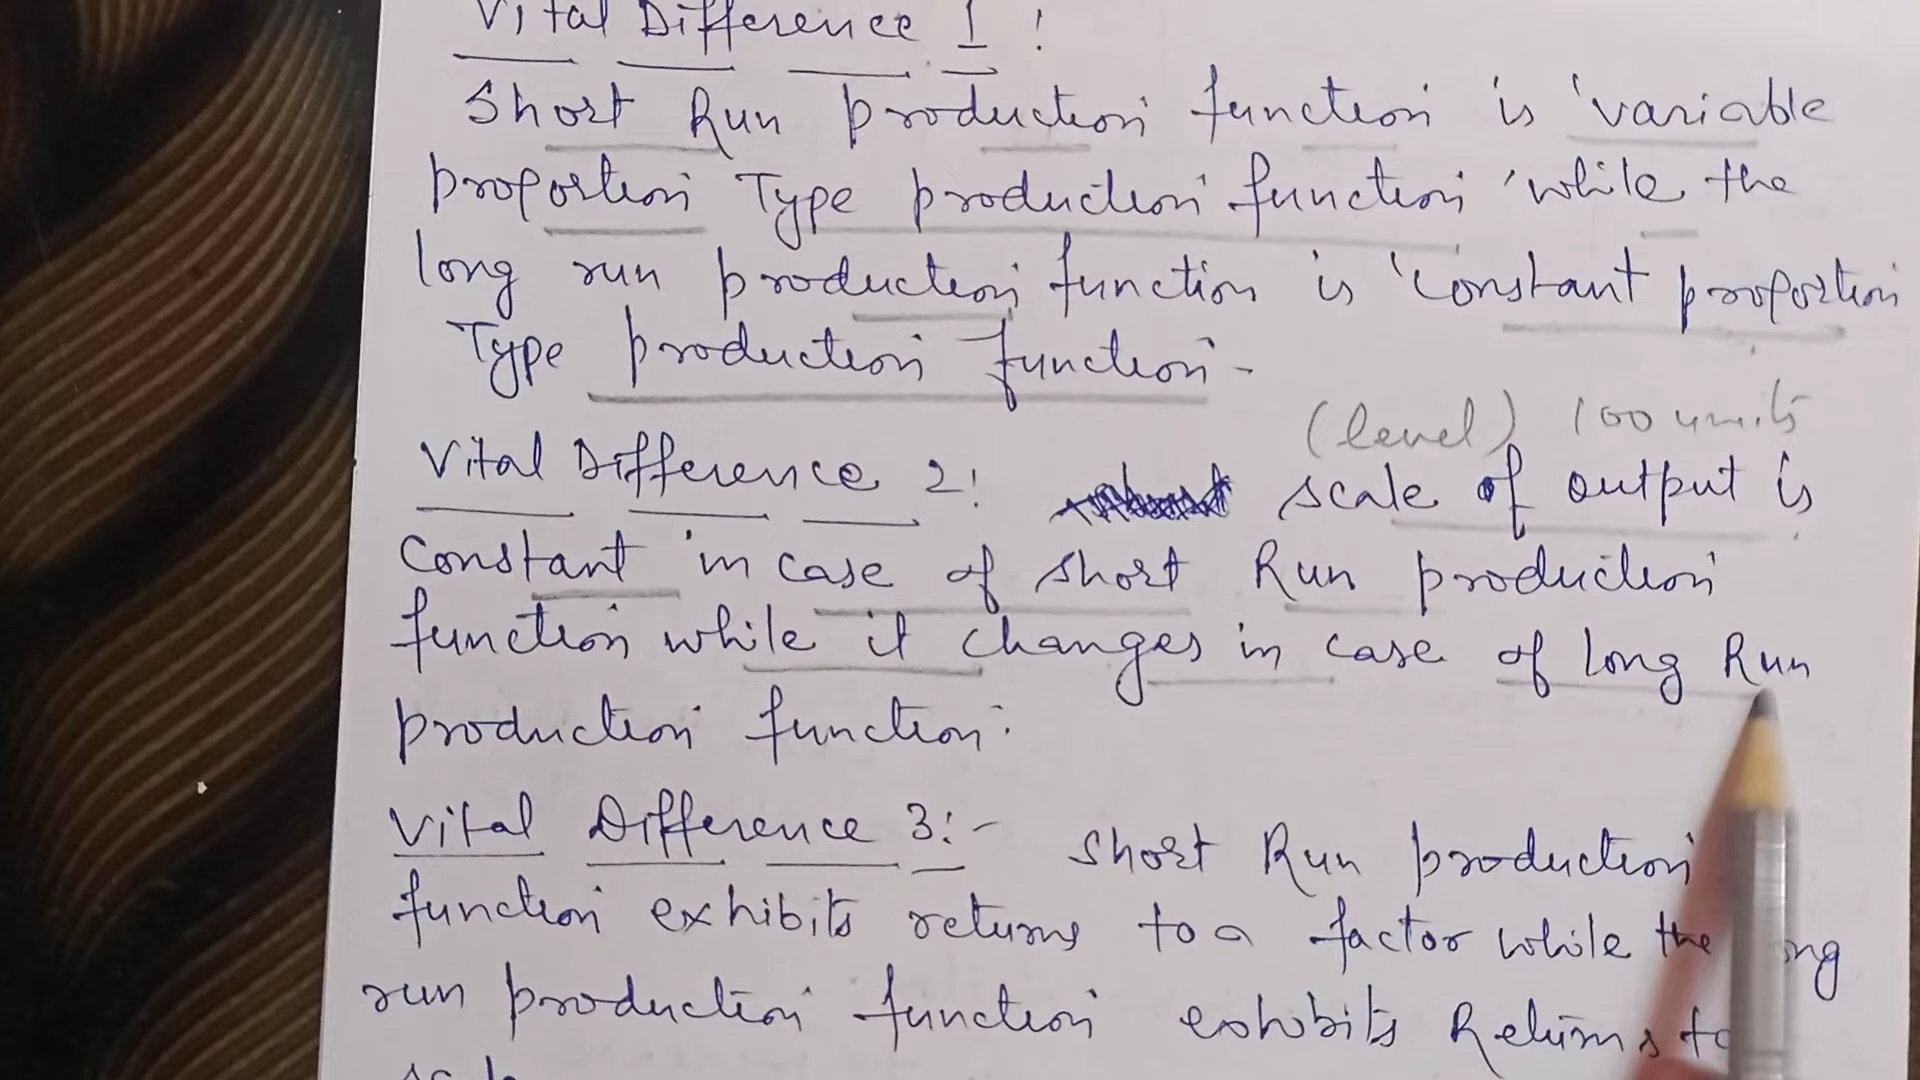 Vital Difference 1 :
Short Run production function is 'variable
proportion Type production function' while the
long run production function is 'constant proportion
Type production function -
(level) 100 units
Vital Difference 2 : scale of output is
constant in case of short Run production
function while it changes in case of long Run
production function.
Vital Difference 3 :- Short Run production
function exhibits returns to a factor while the
run production function exhibits Returns to